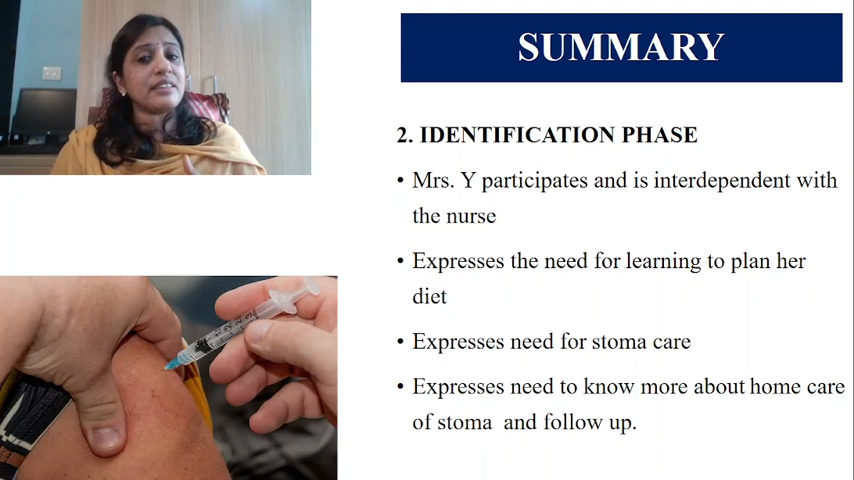 SUMMARY
2. IDENTIFICATION PHASE
• Mrs. Y participates and is interdependent with
the nurse
• Expresses the need for learning to plan her
diet
• Expresses need for stoma care
• Expresses need to know more about home care
of stoma and follow up.